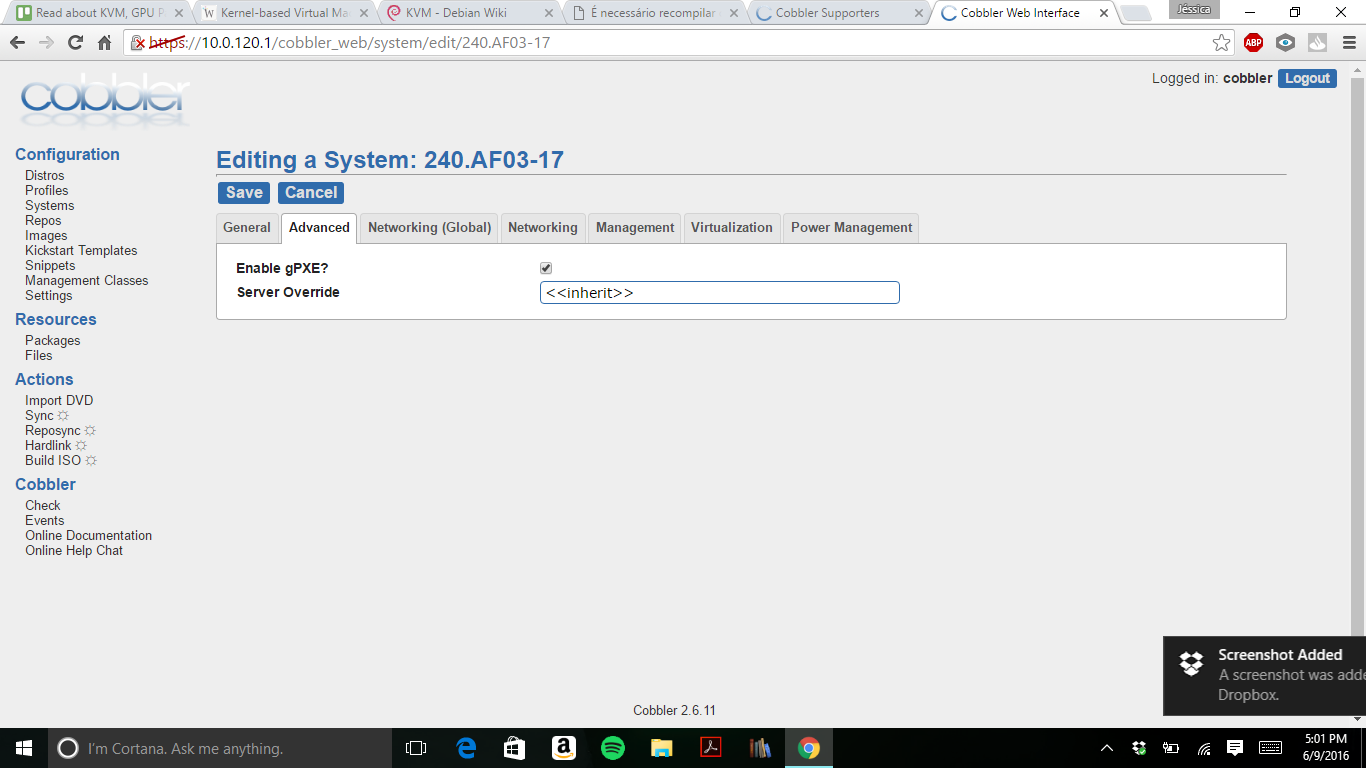 Read about KVM, GPU P
Kernel-based Virtual Ma
KVM - Debian Wiki
É necessário recompilar
Cobbler Supporters
Cobbler Web Interface
Jéssica
https://10.0.120.1/cobbler_web/system/edit/240.AF03-17
ABP
cobbler
Logged in: cobbler Logout
Configuration
Distros
Profiles
Systems
Repos
Images
Kickstart Templates
Snippets
Management Classes
Settings
Resources
Packages
Files
Actions
Import DVD
Sync
Reposync
Hardlink
Build ISO
Cobbler
Check
Events
Online Documentation
Online Help Chat
Editing a System: 240.AF03-17
Save Cancel
General Advanced Networking (Global) Networking Management Virtualization Power Management
Enable gPXE?
Server Override <<inherit>>
Cobbler 2.6.11
Screenshot Added
A screenshot was adde
Dropbox.
I'm Cortana. Ask me anything.
5:01 PM
6/9/2016